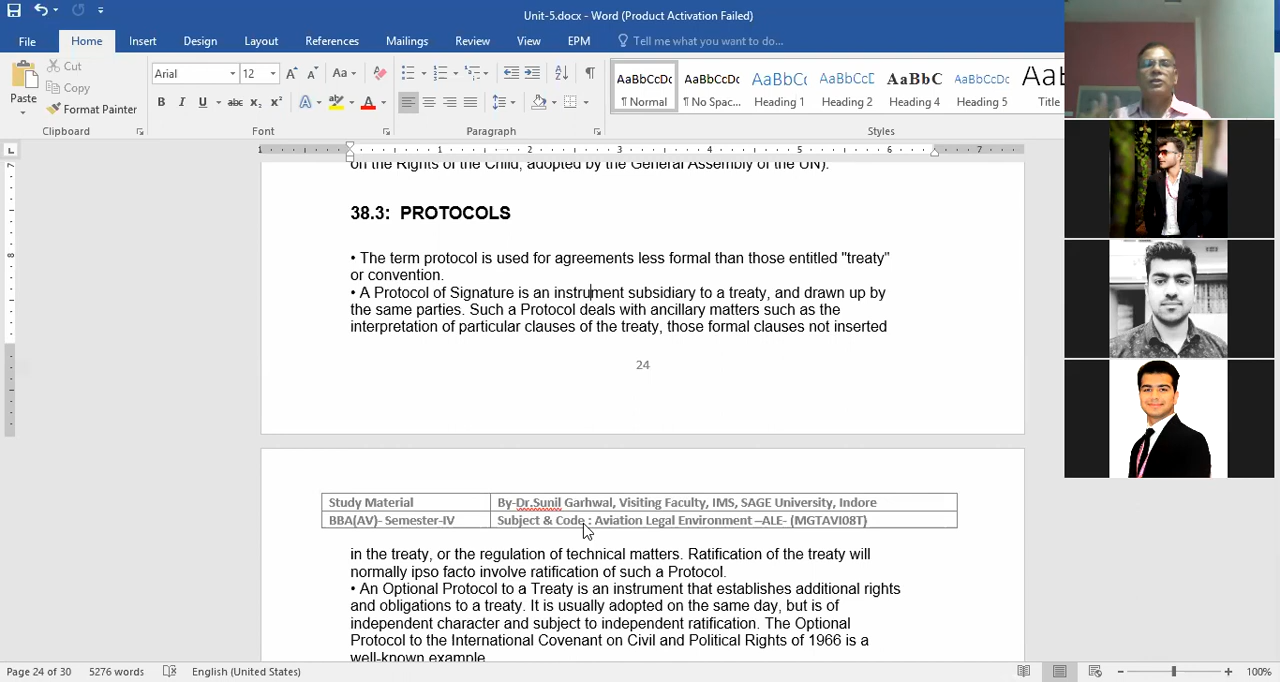 Unit-5.docx - Word (Product Activation Failed)
File Home Insert Design Layout References Mailings Review View EPM Tell me what you want to do...
Paste
Cut
Copy
Format Painter
Arial 12
Clipboard Font Paragraph Styles
AaBbCcDc AaBbCcDc AaBbC AaBbCcDc AaBbC AaBbCcDc Aa
¶ Normal ¶ No Spac... Heading 1 Heading 2 Heading 4 Heading 5 Title
on the Rights of the Child, adopted by the General Assembly of the UN).
38.3: PROTOCOLS
• The term protocol is used for agreements less formal than those entitled "treaty"
or convention.
• A Protocol of Signature is an instrument subsidiary to a treaty, and drawn up by
the same parties. Such a Protocol deals with ancillary matters such as the
interpretation of particular clauses of the treaty, those formal clauses not inserted
24
Study Material By-Dr.Sunil Garhwal, Visiting Faculty, IMS, SAGE University, Indore
BBA(AV)- Semester-IV Subject & Code : Aviation Legal Environment –ALE- (MGTAVI08T)
in the treaty, or the regulation of technical matters. Ratification of the treaty will
normally ipso facto involve ratification of such a Protocol.
• An Optional Protocol to a Treaty is an instrument that establishes additional rights
and obligations to a treaty. It is usually adopted on the same day, but is of
independent character and subject to independent ratification. The Optional
Protocol to the International Covenant on Civil and Political Rights of 1966 is a
well-known example.
Page 24 of 30 5276 words English (United States) 100%